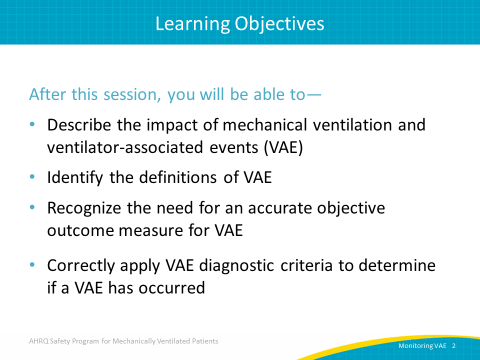 Learning Objectives
After this session, you will be able to—
• Describe the impact of mechanical ventilation and
ventilator-associated events (VAE)
• Identify the definitions of VAE
• Recognize the need for an accurate objective
outcome measure for VAE
• Correctly apply VAE diagnostic criteria to determine
if a VAE has occurred
AHRQ Safety Program for Mechanically Ventilated Patients
Monitoring VAE 2